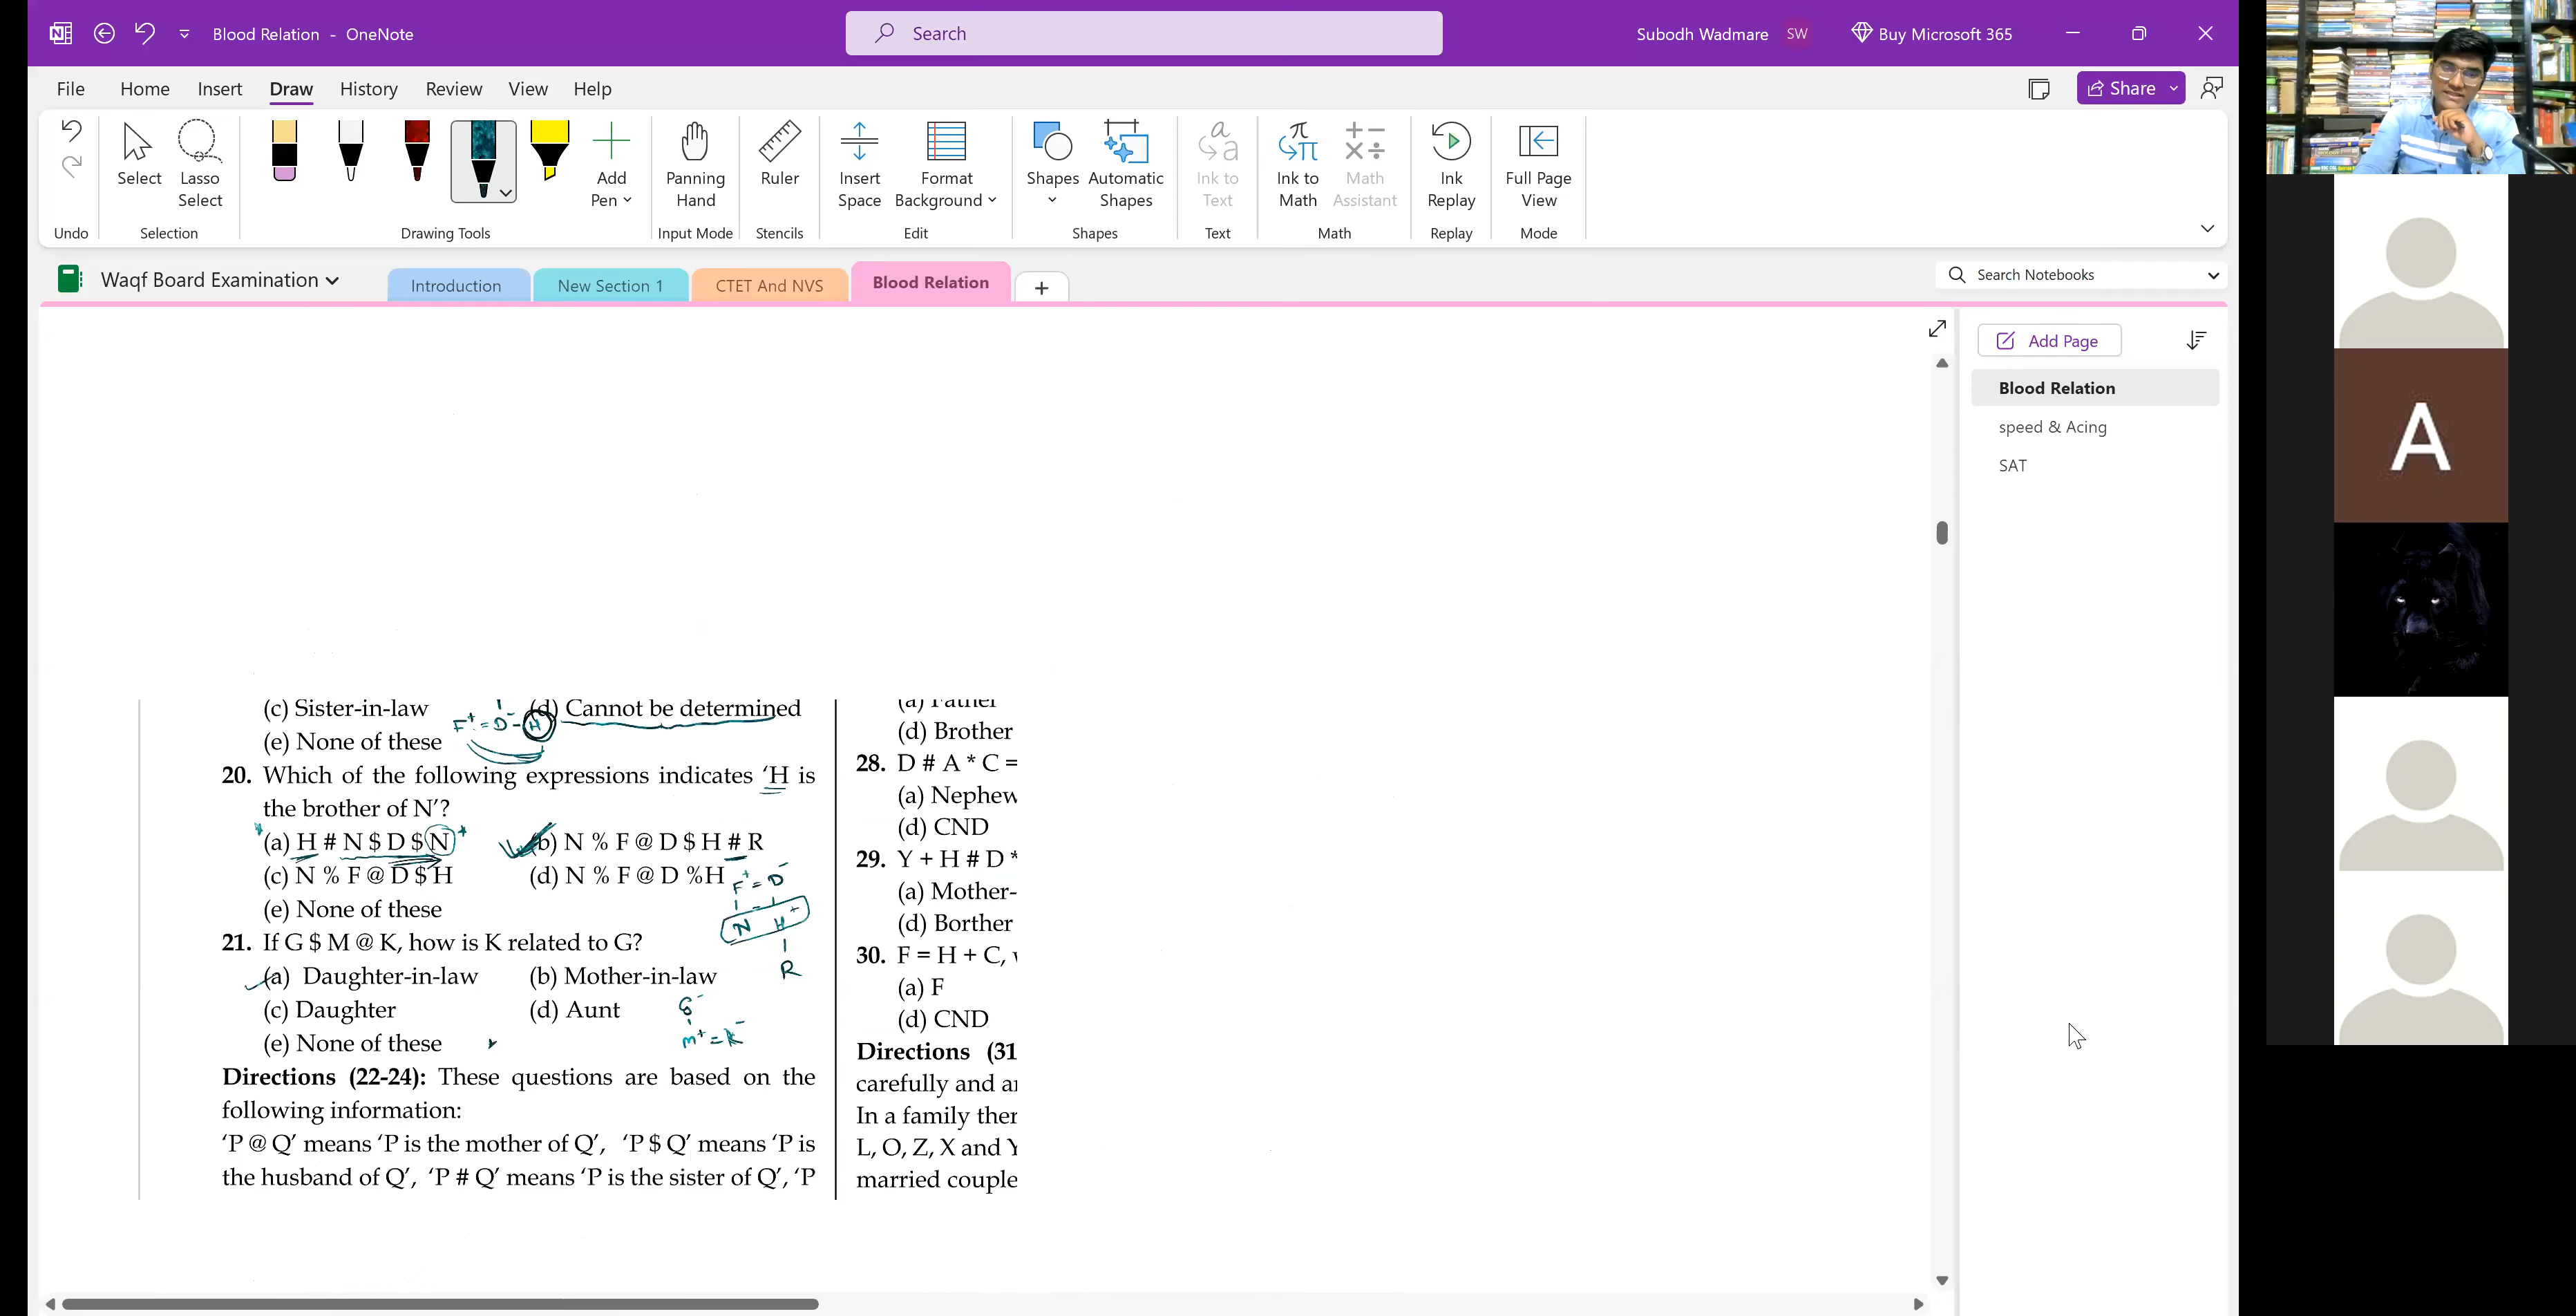 Blood Relation - OneNote
Search
Subodh Wadmare SW
Buy Microsoft 365
File Home Insert Draw History Review View Help
Share
Select
Lasso Select
Add Pen
Panning Hand
Ruler
Insert Space
Format Background
Shapes
Automatic Shapes
Ink to Text
Ink to Math
Math Assistant
Ink Replay
Full Page View
Undo Selection Drawing Tools Input Mode Stencils Edit Shapes Text Math Replay Mode
Waqf Board Examination
Introduction New Section 1 CTET And NVS Blood Relation +
Search Notebooks
Add Page
Blood Relation
speed & Acing
SAT
(c) Sister-in-law (d) Cannot be determined
F+ = D- - H
(e) None of these
20. Which of the following expressions indicates ‘H is
the brother of N’?
(a) H # N $ D $ N (b) N % F @ D $ H # R
(c) N % F @ D $ H (d) N % F @ D %H
F+ = D-
(e) None of these
N H+
R
21. If G $ M @ K, how is K related to G?
(a) Daughter-in-law (b) Mother-in-law
(c) Daughter (d) Aunt
G-
m+ = K-
(e) None of these
Directions (22-24): These questions are based on the
following information:
‘P @ Q’ means ‘P is the mother of Q’, ‘P $ Q’ means ‘P is
the husband of Q’, ‘P # Q’ means ‘P is the sister of Q’, ‘P
(a) Father
(d) Brother
28. D # A * C =
(a) Nephew
(d) CND
29. Y + H # D *
(a) Mother-
(d) Borther
30. F = H + C,
(a) F
(d) CND
Directions (31
carefully and
In a family
L, O, Z, X and Y
married couple
A